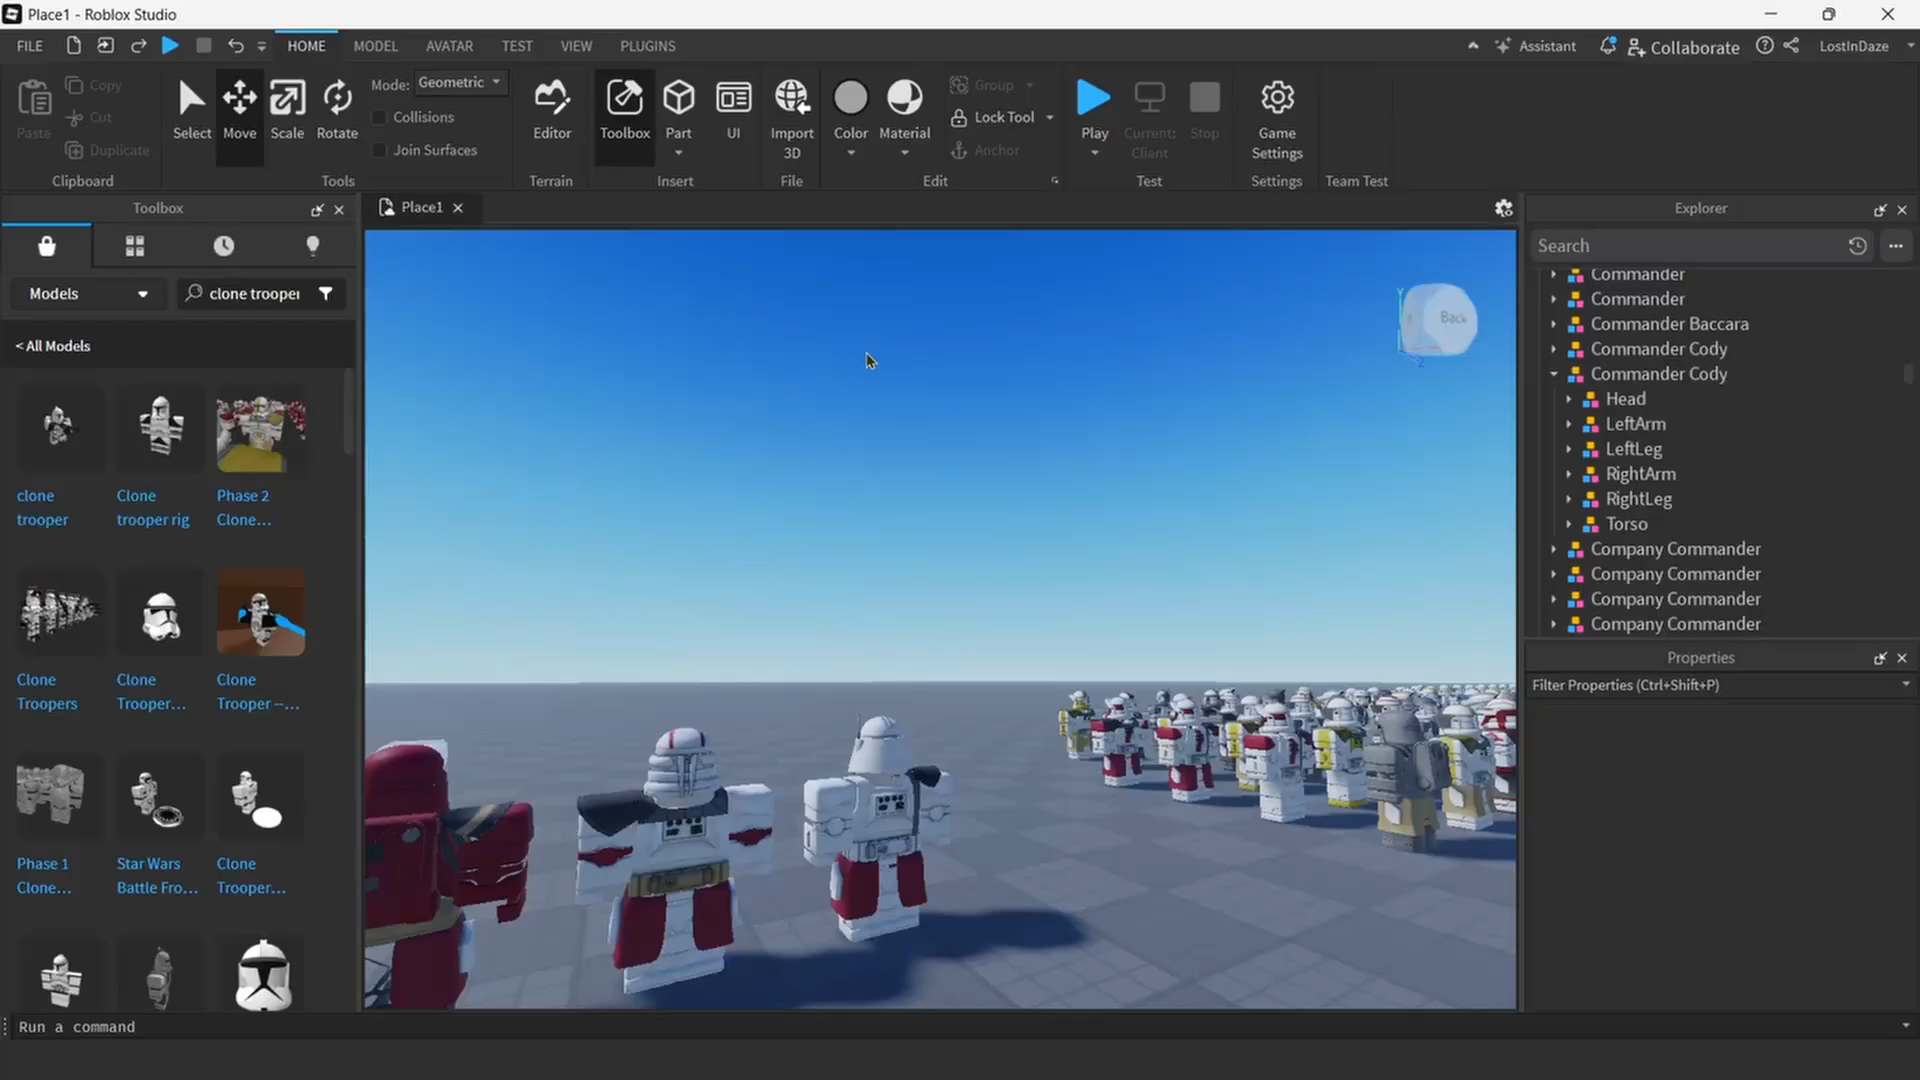 Place1 - Roblox Studio
FILE
HOME
MODEL
AVATAR
TEST
VIEW
PLUGINS
Assistant
Collaborate
LostInDaze
Paste
Copy
Cut
Duplicate
Clipboard
Select
Move
Scale
Rotate
Mode: Geometric
Collisions
Join Surfaces
Tools
Editor
Terrain
Toolbox
Part
UI
Insert
Import
3D
File
Color
Material
Group
Lock Tool
Anchor
Edit
Play
Current:
Client
Stop
Test
Game
Settings
Settings
Team Test
Toolbox
Models
clone trooper
< All Models
clone
trooper
Clone
trooper rig
Phase 2
Clone...
Clone
Troopers
Clone
Trooper...
Clone
Trooper --...
Phase 1
Clone...
Star Wars
Battle Fro...
Clone
Trooper...
Place1
Back
Y
Z
Explorer
Search
Commander
Commander
Commander Baccara
Commander Cody
Commander Cody
Head
LeftArm
LeftLeg
RightArm
RightLeg
Torso
Company Commander
Company Commander
Company Commander
Company Commander
Properties
Filter Properties (Ctrl+Shift+P)
Run a command